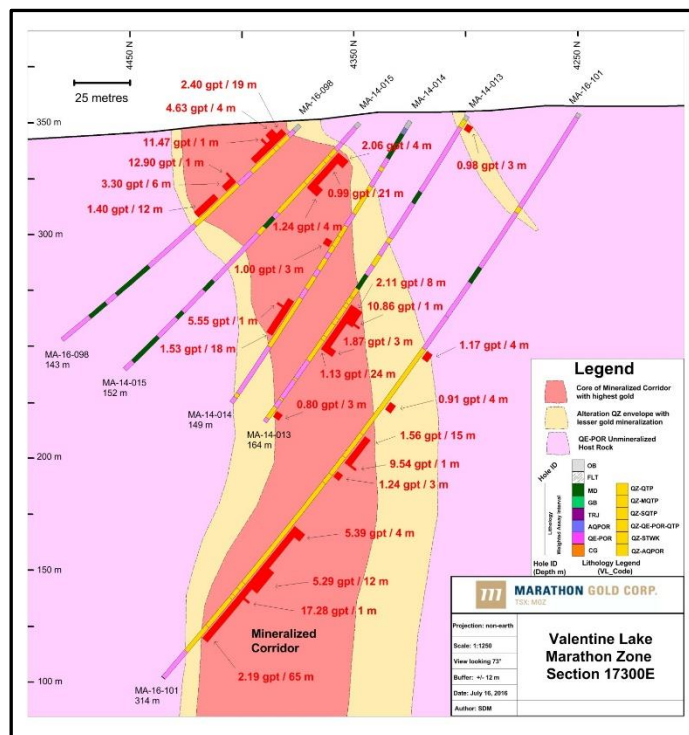 4450 N
4350 N
4250 N
25 metres
MA-16-098
MA-14-015
MA-14-014
MA-14-013
MA-16-101
350 m
300 m
250 m
200 m
150 m
100 m
2.40 gpt / 19 m
4.63 gpt / 4 m
11.47 gpt / 1 m
12.90 gpt / 1 m
3.30 gpt / 6 m
1.40 gpt / 12 m
2.06 gpt / 4 m
0.99 gpt / 21 m
0.98 gpt / 3 m
1.24 gpt / 4 m
1.00 gpt / 3 m
2.11 gpt / 8 m
10.86 gpt / 1 m
5.55 gpt / 1 m
1.87 gpt / 3 m
1.53 gpt / 18 m
1.13 gpt / 24 m
1.17 gpt / 4 m
0.80 gpt / 3 m
0.91 gpt / 4 m
1.56 gpt / 15 m
9.54 gpt / 1 m
1.24 gpt / 3 m
5.39 gpt / 4 m
5.29 gpt / 12 m
17.28 gpt / 1 m
2.19 gpt / 65 m
MA-16-098
143 m
MA-14-015
152 m
MA-14-014
149 m
MA-14-013
164 m
MA-16-101
314 m
Mineralized
Corridor
Legend
Core of Mineralized Corridor
with highest gold
Alteration QZ envelope with
lesser gold mineralization
QE-POR Unmineralized
Host Rock
Hole ID
Lithology
Weighted Assay Interval
OB
FLT
MD
GB
TRJ
AQPOR
QE-POR
CG
QZ-QTP
QZ-MQTP
QZ-SQTP
QZ-QE-POR-QTP
QZ-STWK
QZ-AQPOR
Hole ID
(Depth m)
Lithology Legend
(VL_Code)
MARATHON GOLD CORP.
TSX: MOZ
Projection: non-earth
Scale: 1:1250
View looking 73°
Buffer: +/- 12 m
Date: July 16, 2016
Author: SDM
Valentine Lake
Marathon Zone
Section 17300E